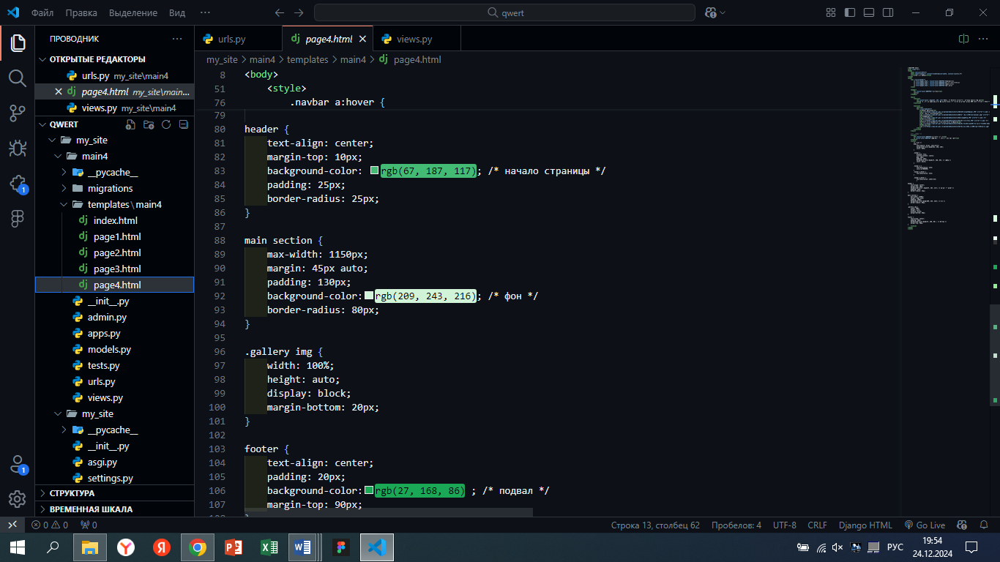 Файл Правка Выделение Вид ··· qwert
ПРОВОДНИК ···
urls.py page4.html views.py
my_site > main4 > templates > main4 > page4.html
ОТКРЫТЫЕ РЕДАКТОРЫ
urls.py my_site\main4
page4.html my_site\main...
views.py my_site\main4
QWERT
my_site
main4
__pycache__
migrations
templates\main4
index.html
page1.html
page2.html
page3.html
page4.html
__init__.py
admin.py
apps.py
models.py
tests.py
urls.py
views.py
my_site
__pycache__
__init__.py
asgi.py
settings.py
СТРУКТУРА
ВРЕМЕННАЯ ШКАЛА
1
1
8 <body>
51 <style>
76 .navbar a:hover {
79
80 header {
81 text-align: center;
82 margin-top: 10px;
83 background-color: rgb(67, 187, 117); /* начало страницы */
84 padding: 25px;
85 border-radius: 25px;
86 }
87
88 main section {
89 max-width: 1150px;
90 margin: 45px auto;
91 padding: 130px;
92 background-color: rgb(209, 243, 216); /* фон */
93 border-radius: 80px;
94 }
95
96 .gallery img {
97 width: 100%;
98 height: auto;
99 display: block;
100 margin-bottom: 20px;
101 }
102
103 footer {
104 text-align: center;
105 padding: 20px;
106 background-color: rgb(27, 168, 86) ; /* подвал */
107 margin-top: 90px;
0 0 0 Строка 13, столбец 62 Пробелов: 4 UTF-8 CRLF Django HTML Go Live
РУС 19:54
24.12.2024